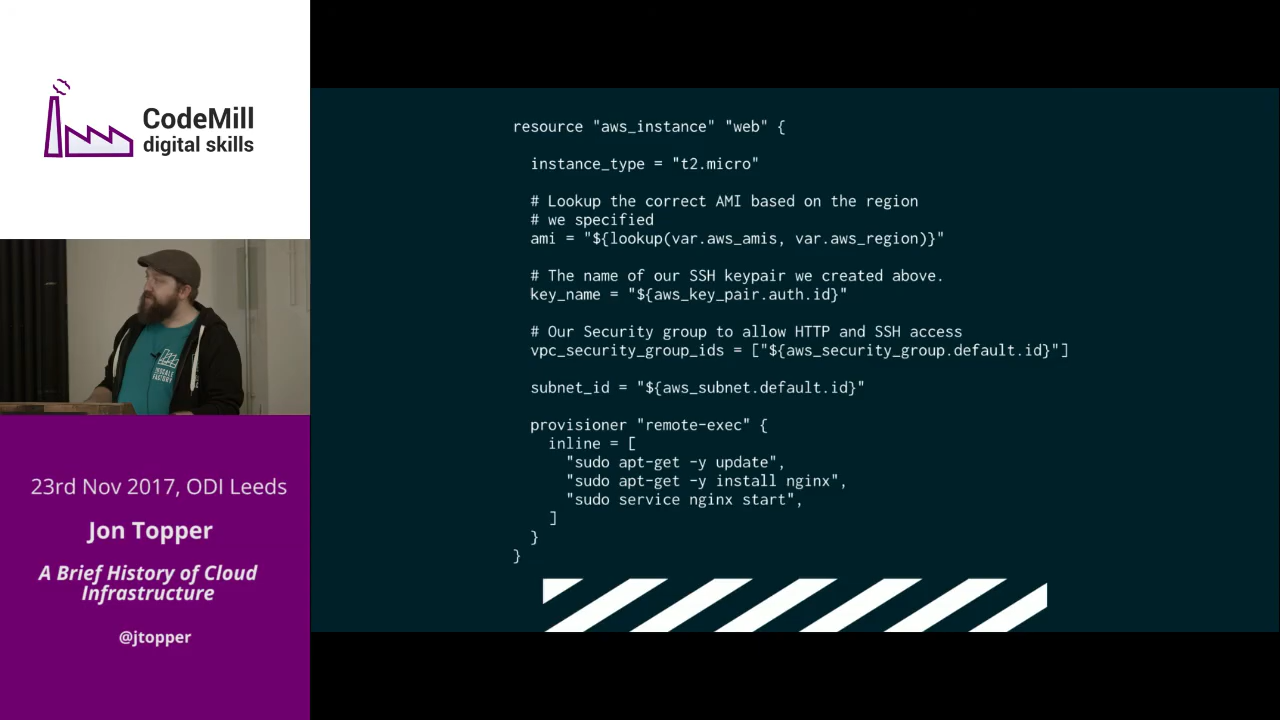 CodeMill
digital skills
THE SCALE
FACTORY
23rd Nov 2017, ODI Leeds
Jon Topper
A Brief History of Cloud
Infrastructure
@jtopper
resource "aws_instance" "web" {
instance_type = "t2.micro"
# Lookup the correct AMI based on the region
# we specified
ami = "${lookup(var.aws_amis, var.aws_region)}"
# The name of our SSH keypair we created above.
key_name = "${aws_key_pair.auth.id}"
# Our Security group to allow HTTP and SSH access
vpc_security_group_ids = ["${aws_security_group.default.id}"]
subnet_id = "${aws_subnet.default.id}"
provisioner "remote-exec" {
inline = [
"sudo apt-get -y update",
"sudo apt-get -y install nginx",
"sudo service nginx start",
]
}
}